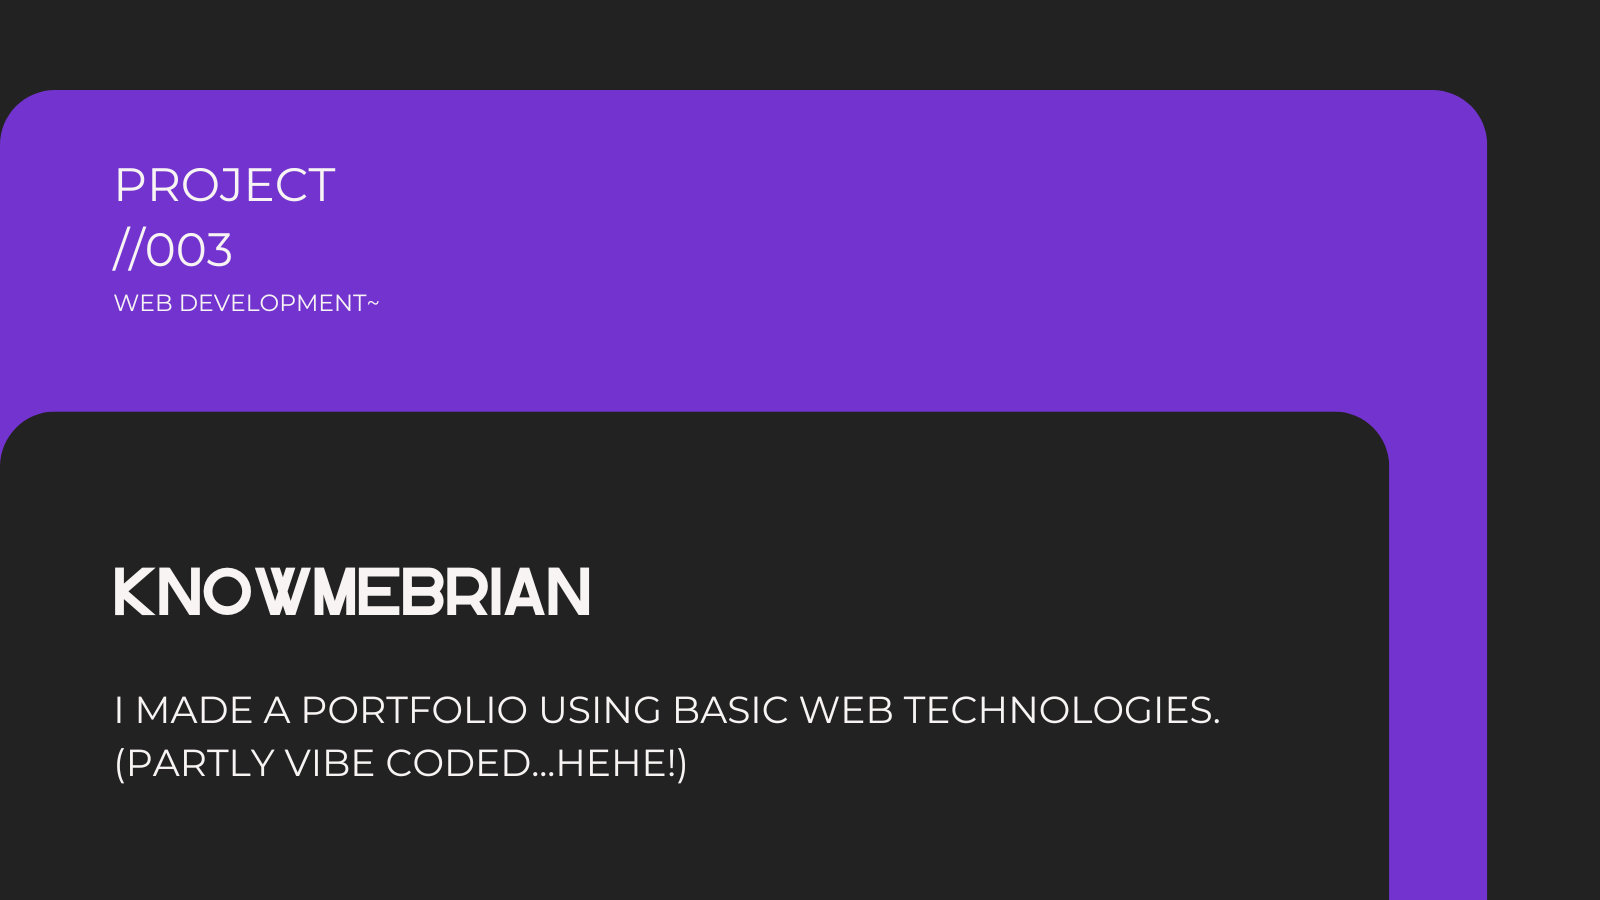 PROJECT
//003
WEB DEVELOPMENT~
KNOWMEBRIAN
I MADE A PORTFOLIO USING BASIC WEB TECHNOLOGIES.
(PARTLY VIBE CODED...HEHE!)